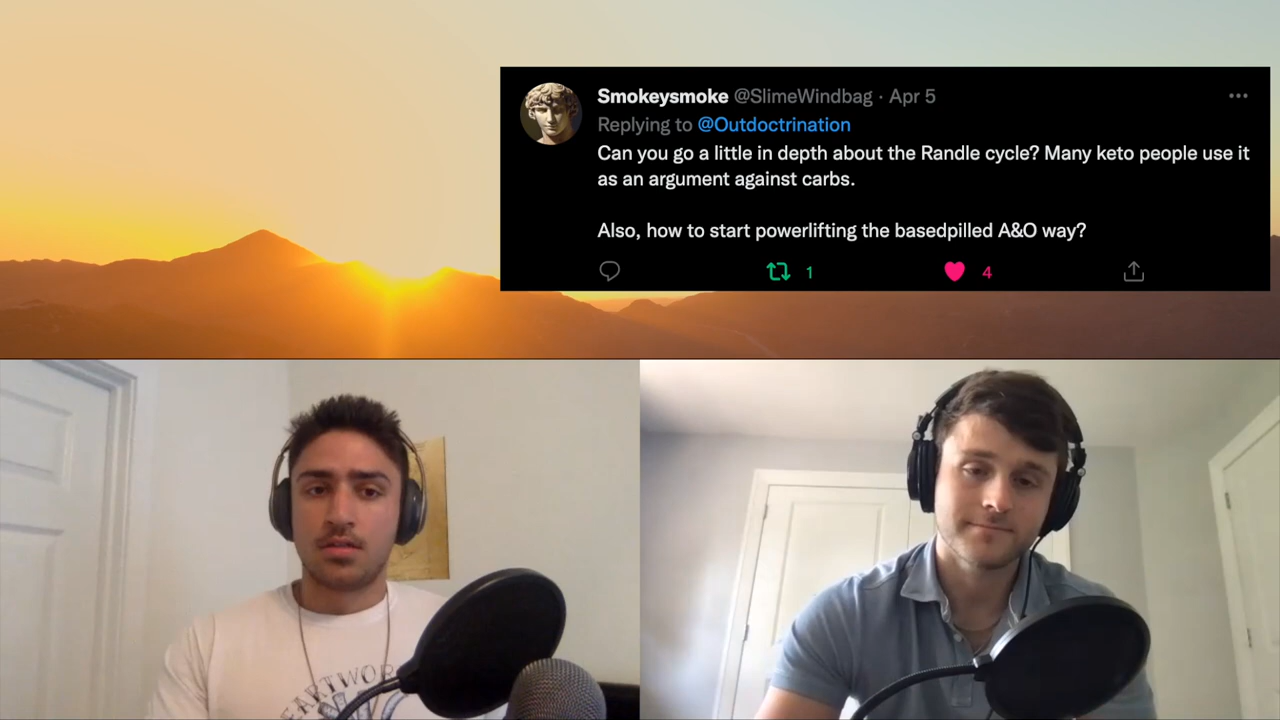 Smokeysmoke @SlimeWindbag · Apr 5
Replying to @Outdoctrination
Can you go a little in depth about the Randle cycle? Many keto people use it
as an argument against carbs.
Also, how to start powerlifting the basedpilled A&O way?
1
4